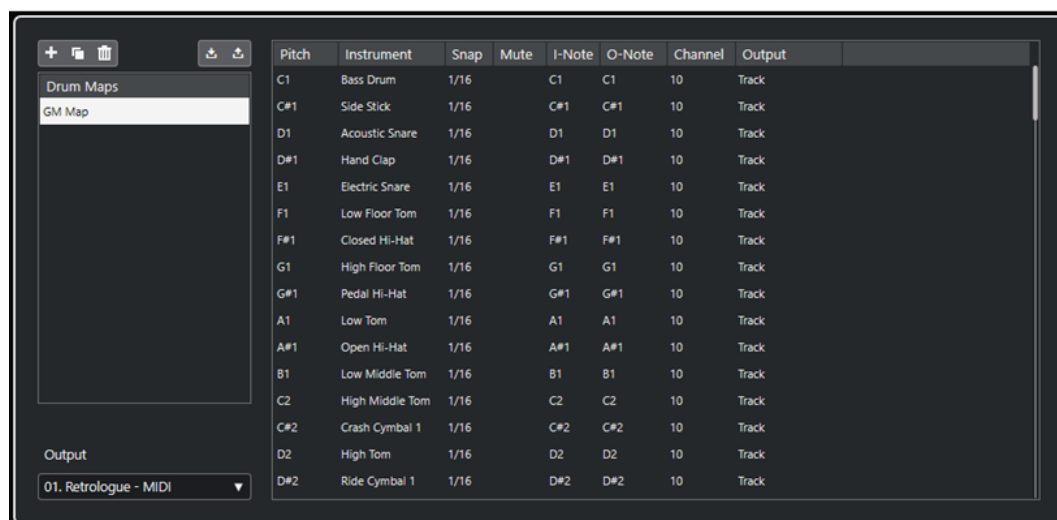 Pitch Instrument Snap Mute I-Note O-Note Channel Output
Drum Maps
GM Map
C1 Bass Drum 1/16 C1 C1 10 Track
C#1 Side Stick 1/16 C#1 C#1 10 Track
D1 Acoustic Snare 1/16 D1 D1 10 Track
D#1 Hand Clap 1/16 D#1 D#1 10 Track
E1 Electric Snare 1/16 E1 E1 10 Track
F1 Low Floor Tom 1/16 F1 F1 10 Track
F#1 Closed Hi-Hat 1/16 F#1 F#1 10 Track
G1 High Floor Tom 1/16 G1 G1 10 Track
G#1 Pedal Hi-Hat 1/16 G#1 G#1 10 Track
A1 Low Tom 1/16 A1 A1 10 Track
A#1 Open Hi-Hat 1/16 A#1 A#1 10 Track
B1 Low Middle Tom 1/16 B1 B1 10 Track
C2 High Middle Tom 1/16 C2 C2 10 Track
C#2 Crash Cymbal 1 1/16 C#2 C#2 10 Track
D2 High Tom 1/16 D2 D2 10 Track
D#2 Ride Cymbal 1 1/16 D#2 D#2 10 Track
Output
01. Retrologue - MIDI